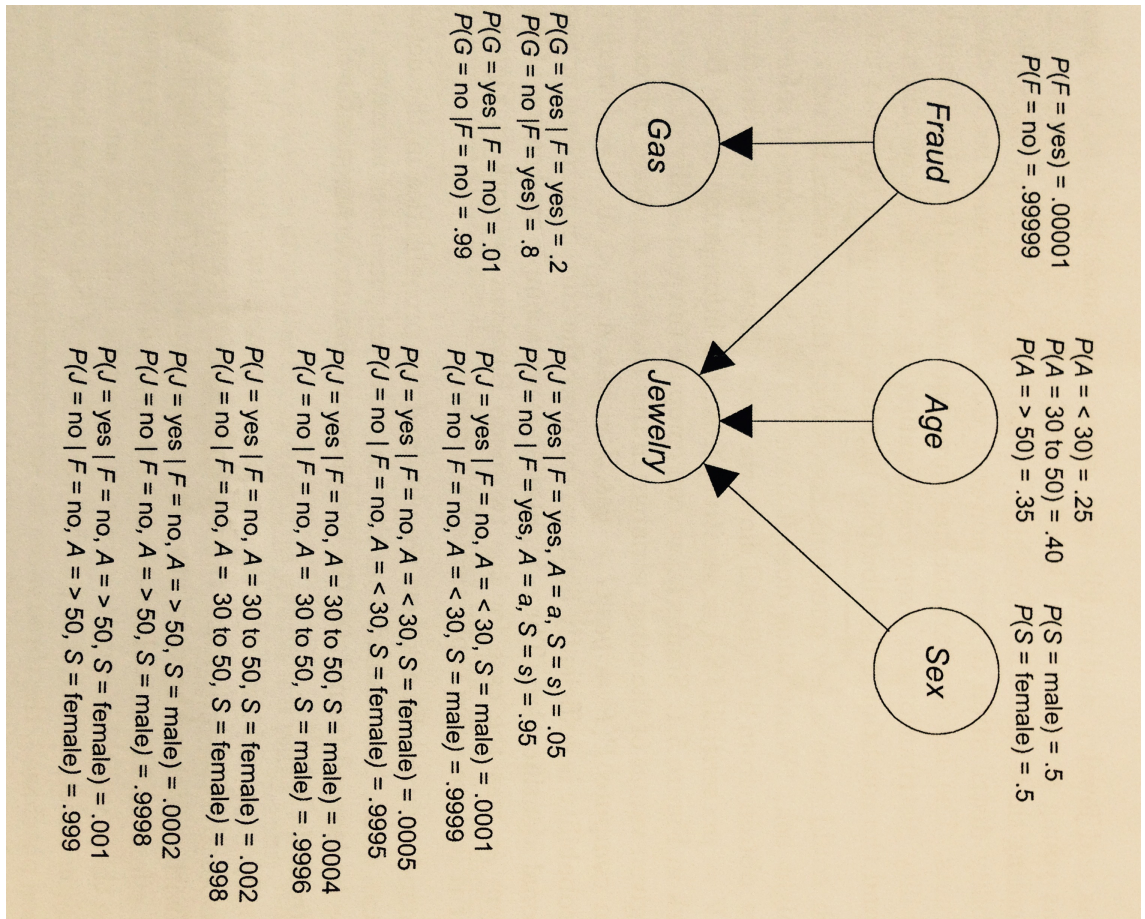 P(F = yes) = .00001
P(F = no) = .99999
P(A = < 30) = .25
P(A = 30 to 50) = .40
P(A = > 50) = .35
P(S = male) = .5
P(S = female) = .5
Fraud
Age
Sex
Gas
Jewelry
P(G = yes | F = yes) = .2
P(G = no |F = yes) = .8
P(G = yes | F = no) = .01
P(G = no |F = no) = .99
P(J = yes | F = yes, A = a, S = s) = .05
P(J = no | F = yes, A = a, S = s) = .95
P(J = yes | F = no, A = < 30, S = male) = .0001
P(J = no | F = no, A = < 30, S = male) = .9999
P(J = yes | F = no, A = < 30, S = female) = .0005
P(J = no | F = no, A = < 30, S = female) = .9995
P(J = yes | F = no, A = 30 to 50, S = male) = .0004
P(J = no | F = no, A = 30 to 50, S = male) = .9996
P(J = yes | F = no, A = 30 to 50, S = female) = .002
P(J = no | F = no, A = 30 to 50, S = female) = .998
P(J = yes | F = no, A = > 50, S = male) = .0002
P(J = no | F = no, A = > 50, S = male) = .9998
P(J = yes | F = no, A = > 50, S = female) = .001
P(J = no | F = no, A = > 50, S = female) = .999